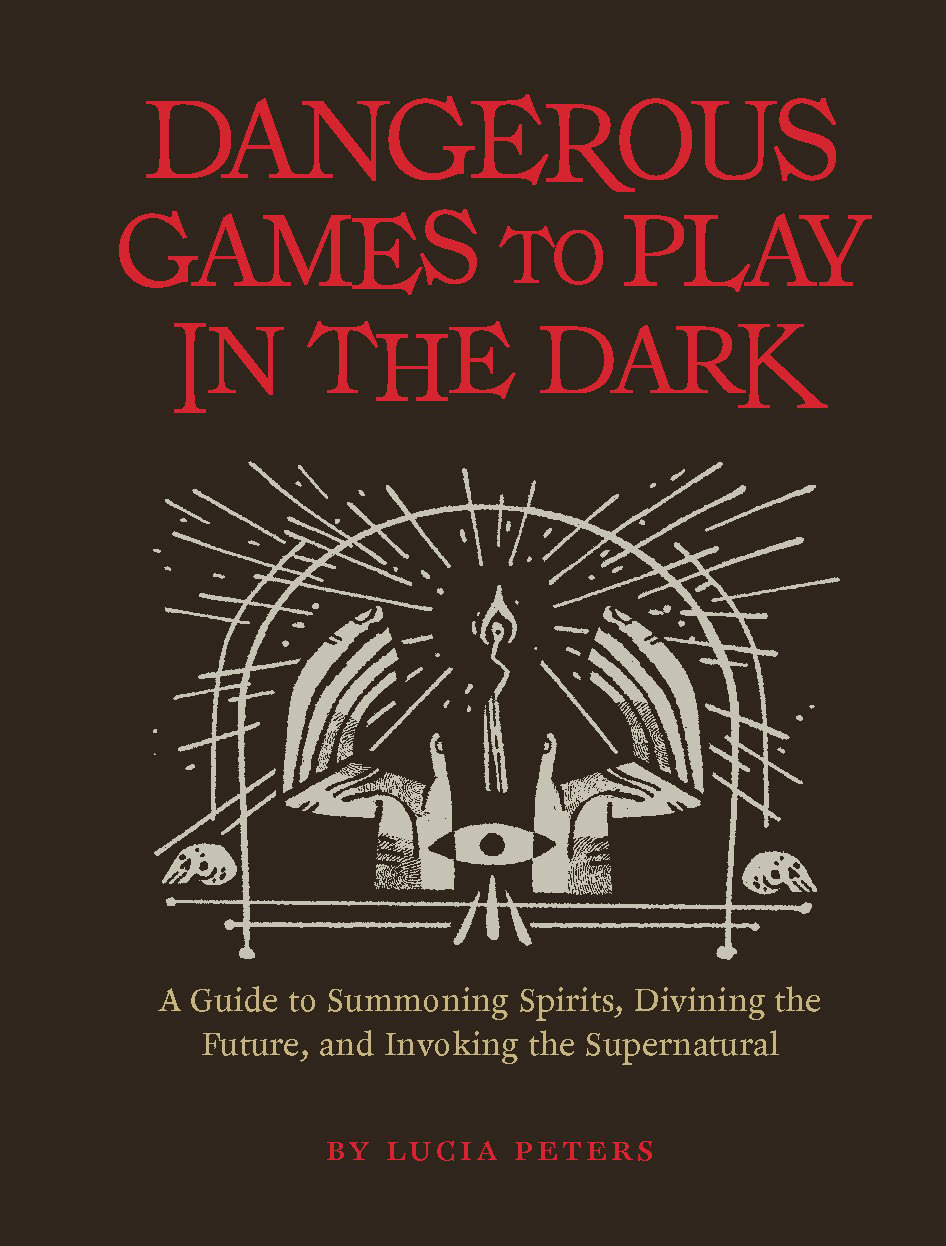 DANGEROUS
GAMES TO PLAY
IN THE DARK
A Guide to Summoning Spirits, Divining the
Future, and Invoking the Supernatural
BY LUCIA PETERS